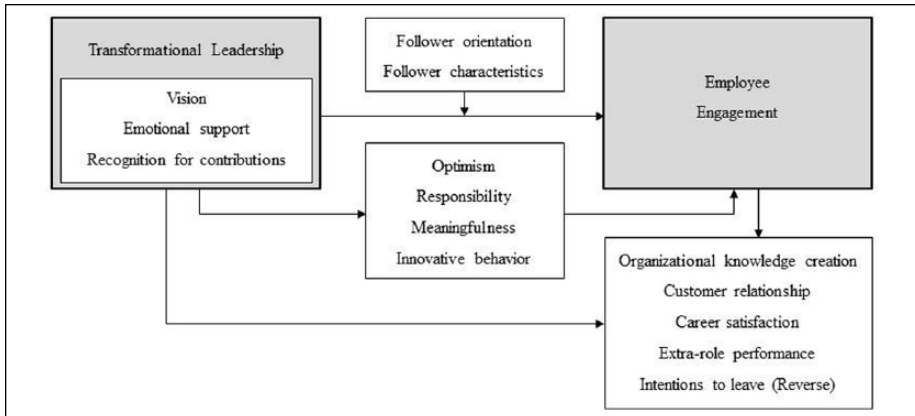 Transformational Leadership
Vision
Emotional support
Recognition for contributions
Follower orientation
Follower characteristics
Employee
Engagement
Optimism
Responsibility
Meaningfulness
Innovative behavior
Organizational knowledge creation
Customer relationship
Career satisfaction
Extra-role performance
Intentions to leave (Reverse)